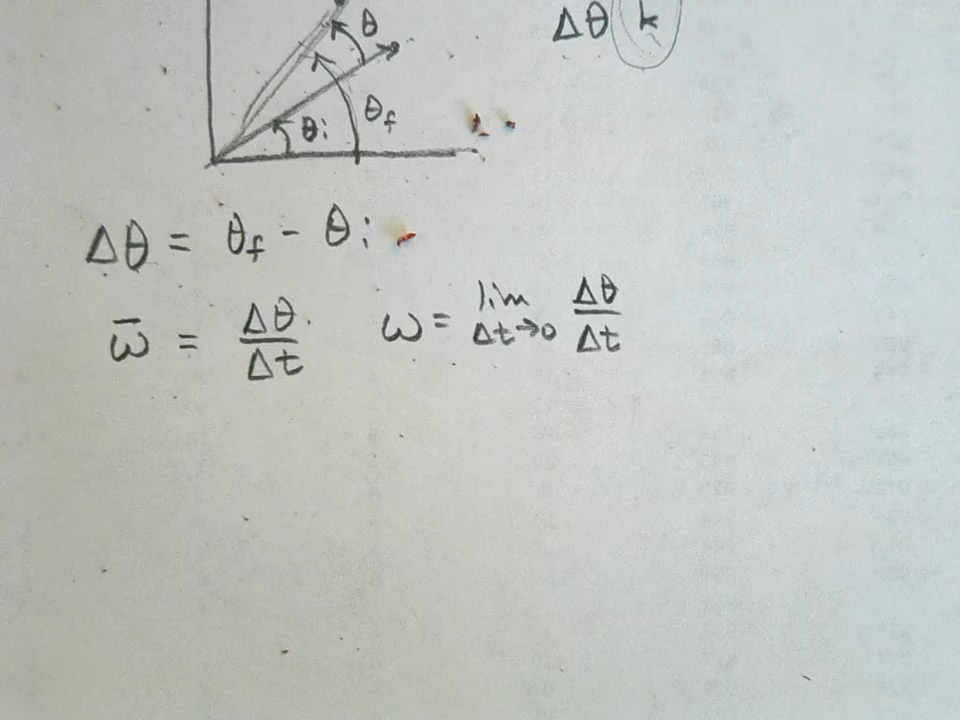 θ Δθ k
θf
θi
Δθ = θf - θi
ω̄ = Δθ/Δt ω = lim Δt→0 Δθ/Δt